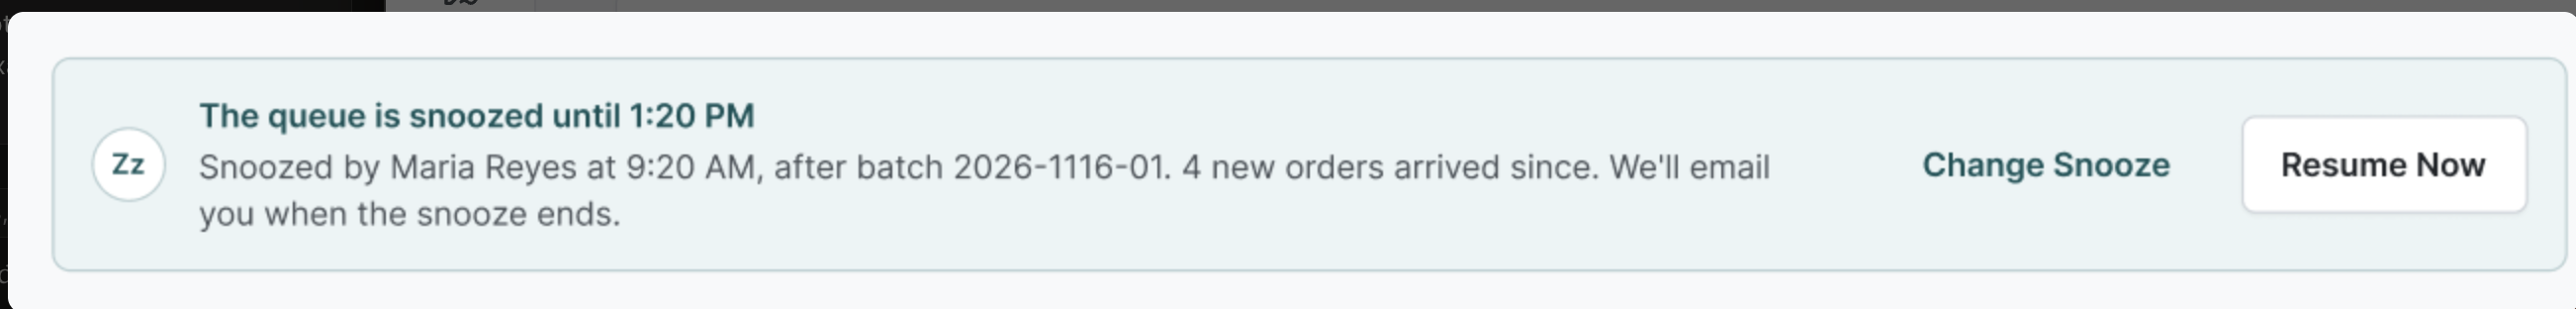 The queue is snoozed until 1:20 PM
Zz
Snoozed by Maria Reyes at 9:20 AM, after batch 2026-1116-01. 4 new orders arrived since. We'll email
you when the snooze ends.
Change Snooze
Resume Now